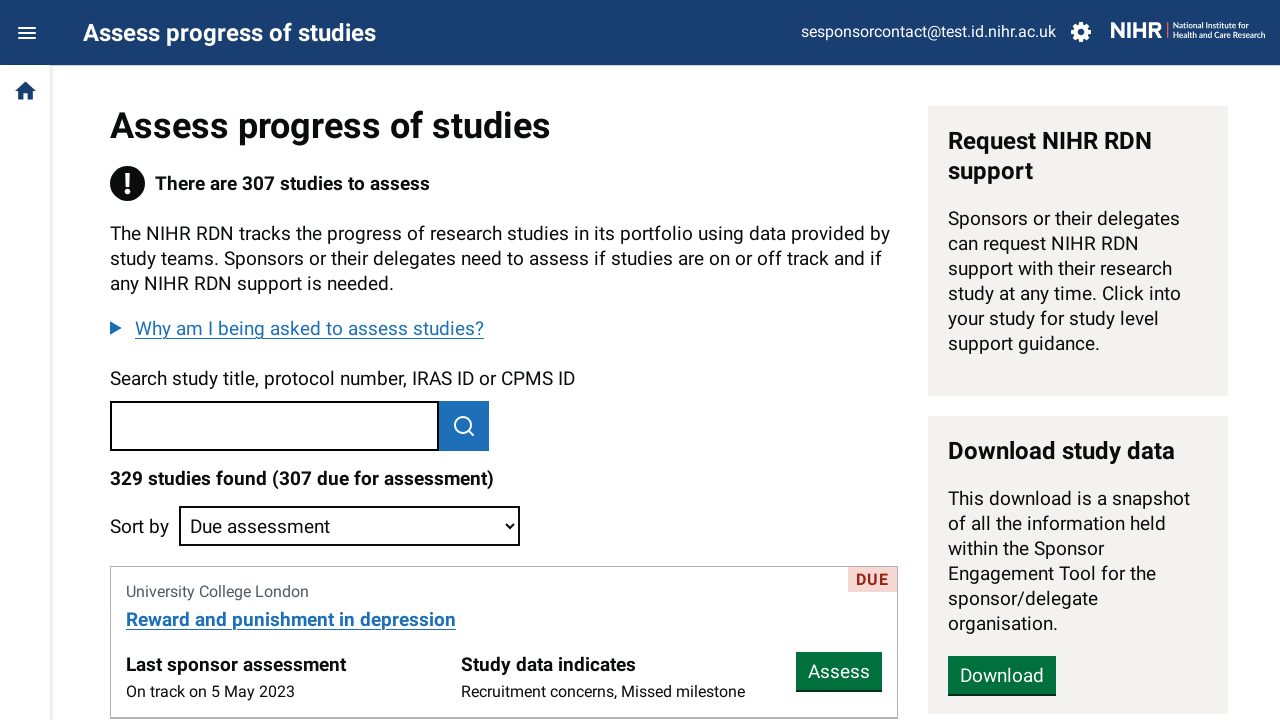 Assess progress of studies
sesponsorcontact@test.id.nihr.ac.uk
NIHR
National Institute for
Health and Care Research
Assess progress of studies
There are 307 studies to assess
The NIHR RDN tracks the progress of research studies in its portfolio using data provided by
study teams. Sponsors or their delegates need to assess if studies are on or off track and if
any NIHR RDN support is needed.
Why am I being asked to assess studies?
Search study title, protocol number, IRAS ID or CPMS ID
329 studies found (307 due for assessment)
Sort by
Due assessment
DUE
University College London
Reward and punishment in depression
Last sponsor assessment
On track on 5 May 2023
Study data indicates
Recruitment concerns, Missed milestone
Assess
Request NIHR RDN
support
Sponsors or their delegates
can request NIHR RDN
support with their research
study at any time. Click into
your study for study level
support guidance.
Download study data
This download is a snapshot
of all the information held
within the Sponsor
Engagement Tool for the
sponsor/delegate
organisation.
Download